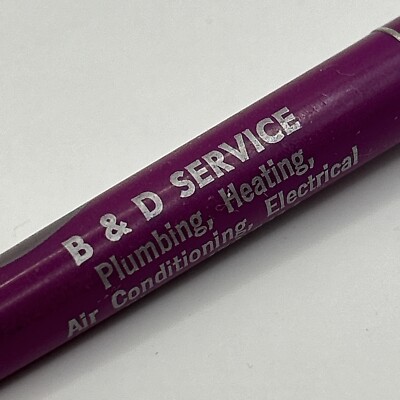 B & D SERVICE
Plumbing, Heating,
Air Conditioning, Electrical